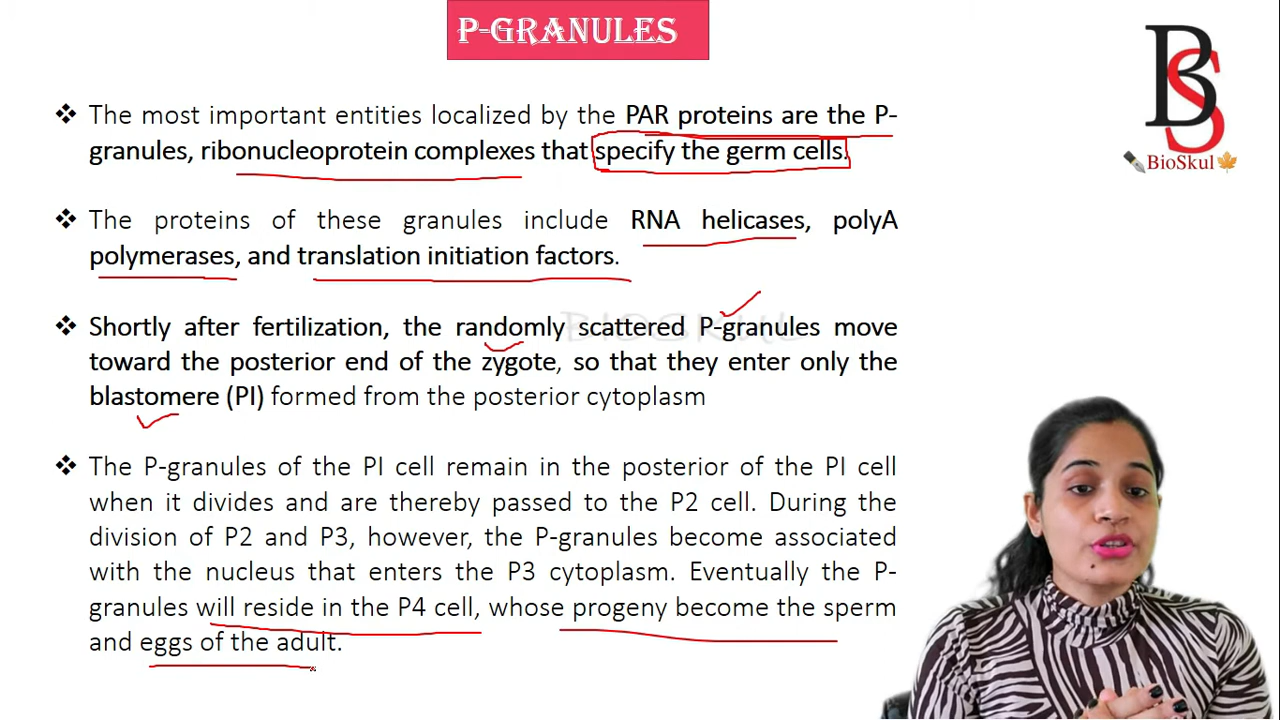 P-GRANULES
BS
BioSkul
❖ The most important entities localized by the PAR proteins are the P-
granules, ribonucleoprotein complexes that specify the germ cells.
❖ The proteins of these granules include RNA helicases, polyA
polymerases, and translation initiation factors.
BIOSKUL
❖ Shortly after fertilization, the randomly scattered P-granules move
toward the posterior end of the zygote, so that they enter only the
blastomere (PI) formed from the posterior cytoplasm
❖ The P-granules of the PI cell remain in the posterior of the PI cell
when it divides and are thereby passed to the P2 cell. During the
division of P2 and P3, however, the P-granules become associated
with the nucleus that enters the P3 cytoplasm. Eventually the P-
granules will reside in the P4 cell, whose progeny become the sperm
and eggs of the adult.